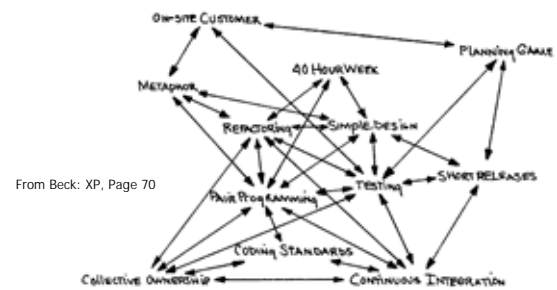 ON-SITE CUSTOMER
PLANNING GAME
40 HOUR WEEK
METAPHOR
REFACTORING
SIMPLE DESIGN
From Beck: XP, Page 70
PAIR PROGRAMMING
TESTING
SHORT RELEASES
CODING STANDARDS
COLLECTIVE OWNERSHIP
CONTINUOUS INTEGRATION